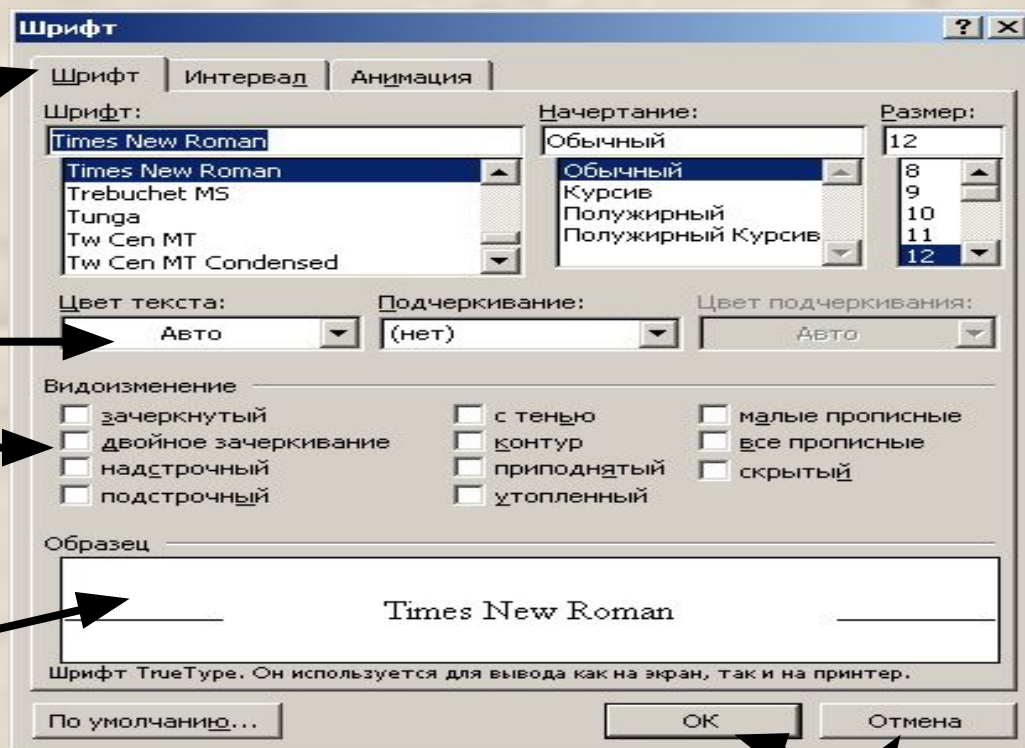 Шрифт
Шрифт Интервал Анимация
Шрифт: Начертание: Размер:
Times New Roman Обычный 12
Times New Roman Обычный 8
Trebuchet MS Курсив 9
Tunga Полужирный 10
Tw Cen MT Полужирный Курсив 11
Tw Cen MT Condensed 12
Цвет текста: Подчеркивание: Цвет подчеркивания:
Авто (нет) Авто
Видоизменение
зачеркнутый с тенью малые прописные
двойное зачеркивание контур все прописные
надстрочный приподнятый скрытый
подстрочный утопленный
Образец
Times New Roman
Шрифт TrueType. Он используется для вывода как на экран, так и на принтер.
По умолчанию... ОК Отмена